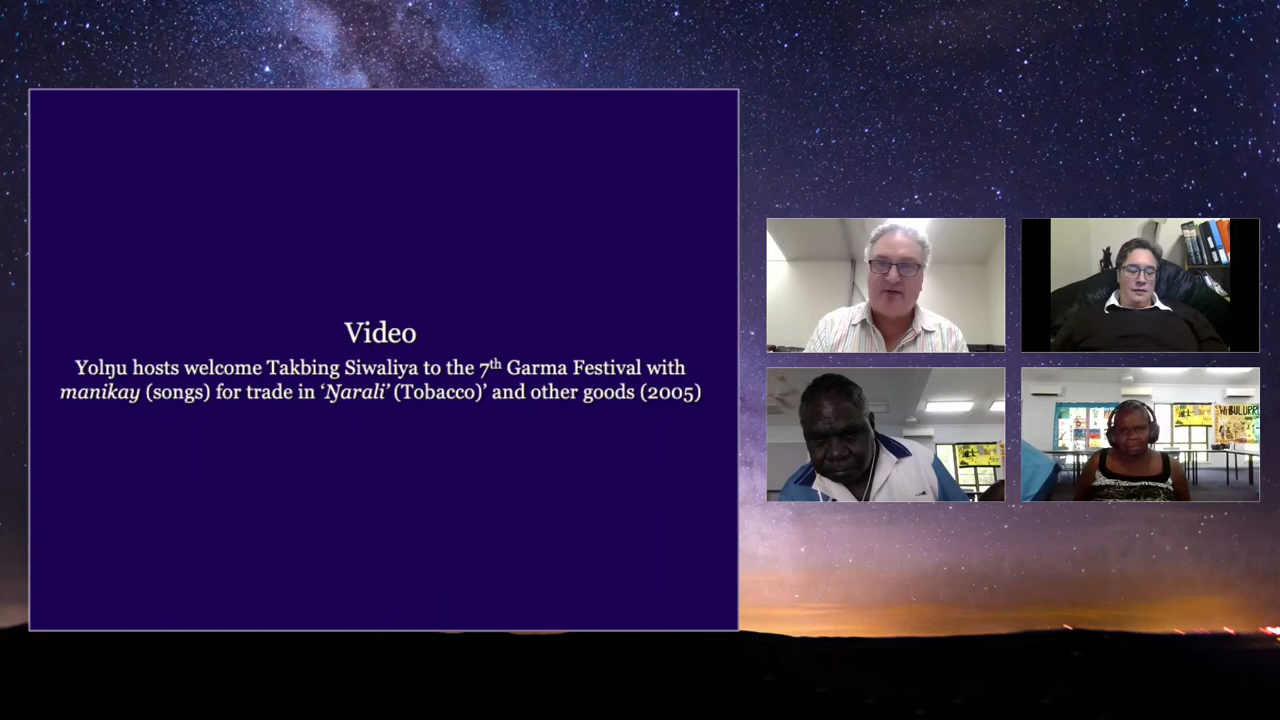 Video
Yolŋu hosts welcome Takbing Siwaliya to the 7th Garma Festival with
manikay (songs) for trade in ‘Ŋarali’ (Tobacco)’ and other goods (2005)